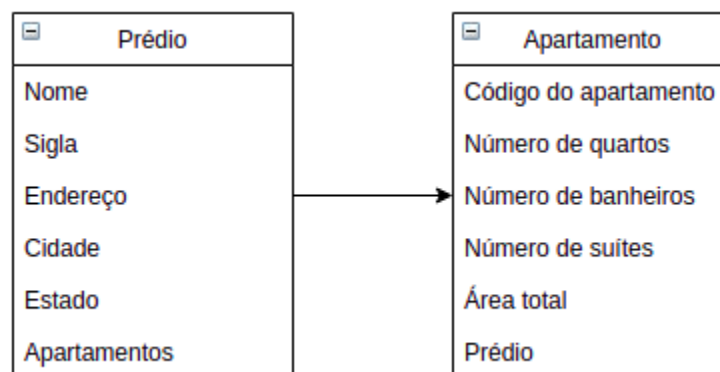 Prédio
Nome
Sigla
Endereço
Cidade
Estado
Apartamentos
Apartamento
Código do apartamento
Número de quartos
Número de banheiros
Número de suítes
Área total
Prédio